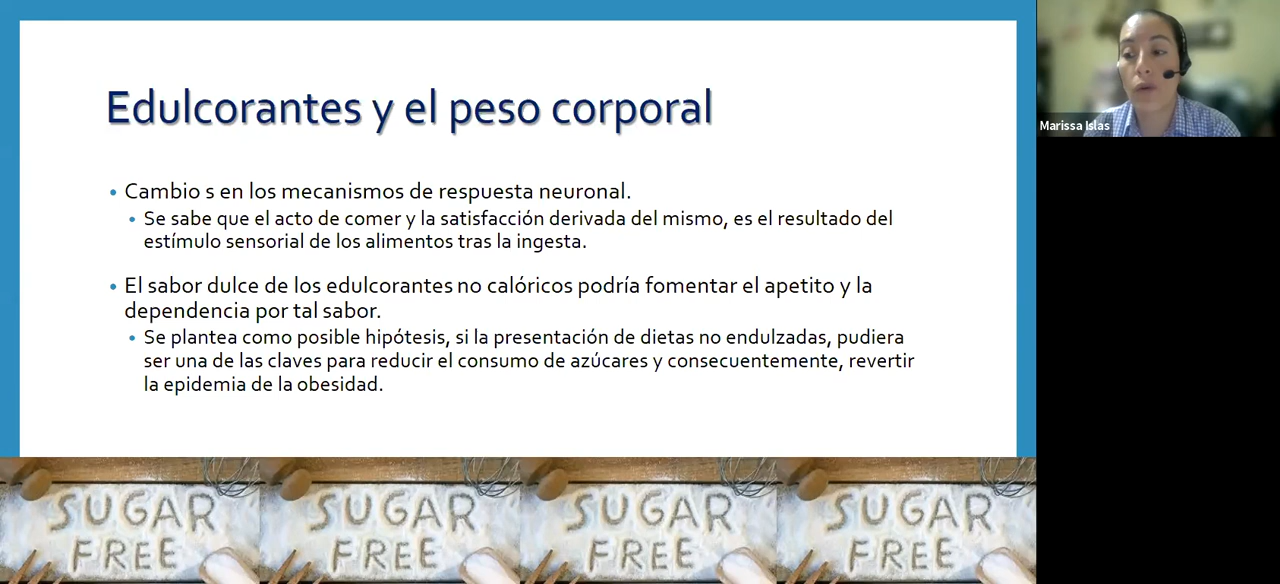 Edulcorantes y el peso corporal
Cambio s en los mecanismos de respuesta neuronal.
Se sabe que el acto de comer y la satisfacción derivada del mismo, es el resultado del
estímulo sensorial de los alimentos tras la ingesta.
El sabor dulce de los edulcorantes no calóricos podría fomentar el apetito y la
dependencia por tal sabor.
Se plantea como posible hipótesis, si la presentación de dietas no endulzadas, pudiera
ser una de las claves para reducir el consumo de azúcares y consecuentemente, revertir
la epidemia de la obesidad.
SUGAR FREE
SUGAR FREE
SUGAR FREE
SUGAR FREE
Marissa Islas